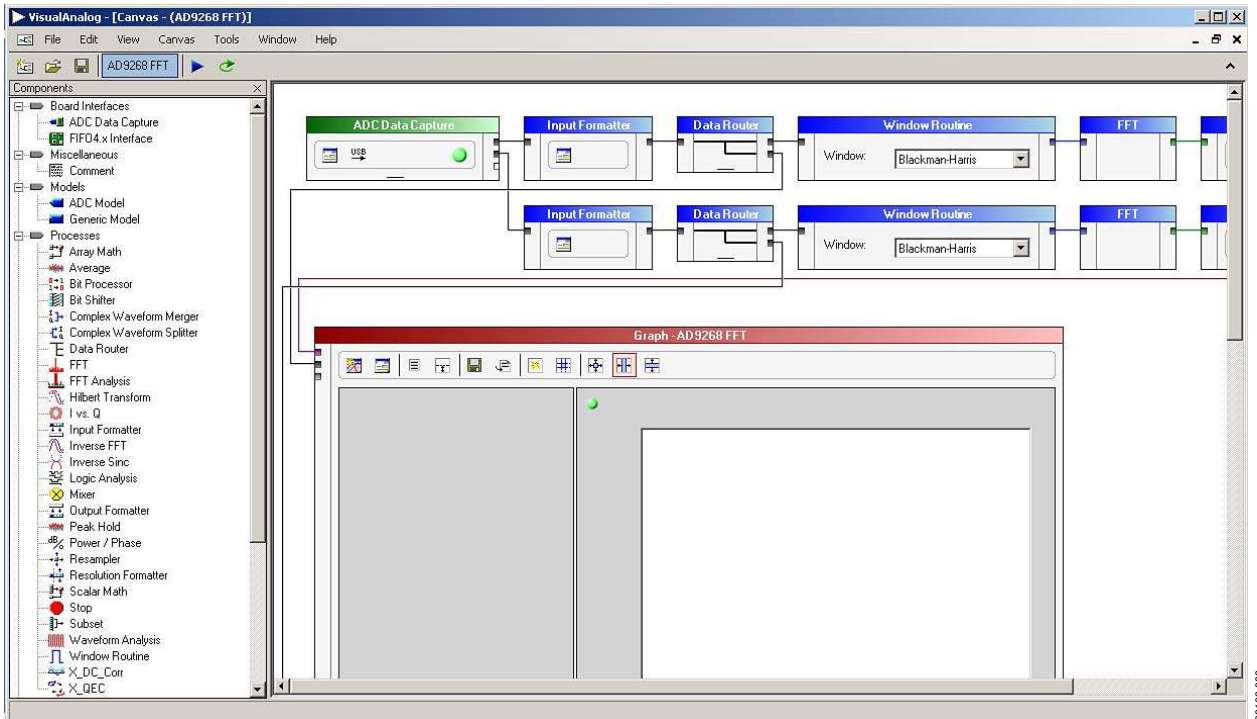 VisualAnalog - [Canvas - (AD9268 FFT)]
File Edit View Canvas Tools Window Help
AD9268 FFT
Components
Board Interfaces
ADC Data Capture
FIFO4.x Interface
Miscellaneous
Comment
Models
ADC Model
Generic Model
Processes
Array Math
Average
Bit Processor
Bit Shifter
Complex Waveform Merger
Complex Waveform Splitter
Data Router
FFT
FFT Analysis
Hilbert Transform
I vs. Q
Input Formatter
Inverse FFT
Inverse Sinc
Logic Analysis
Mixer
Output Formatter
Peak Hold
Power / Phase
Resampler
Resolution Formatter
Scalar Math
Stop
Subset
Waveform Analysis
Window Routine
X_DC_Corr
X_QEC
ADC Data Capture Input Formatter Data Router Window Routine FFT
USB
Window: Blackman-Harris
Input Formatter Data Router Window Routine FFT
Window: Blackman-Harris
Graph - AD9268 FFT